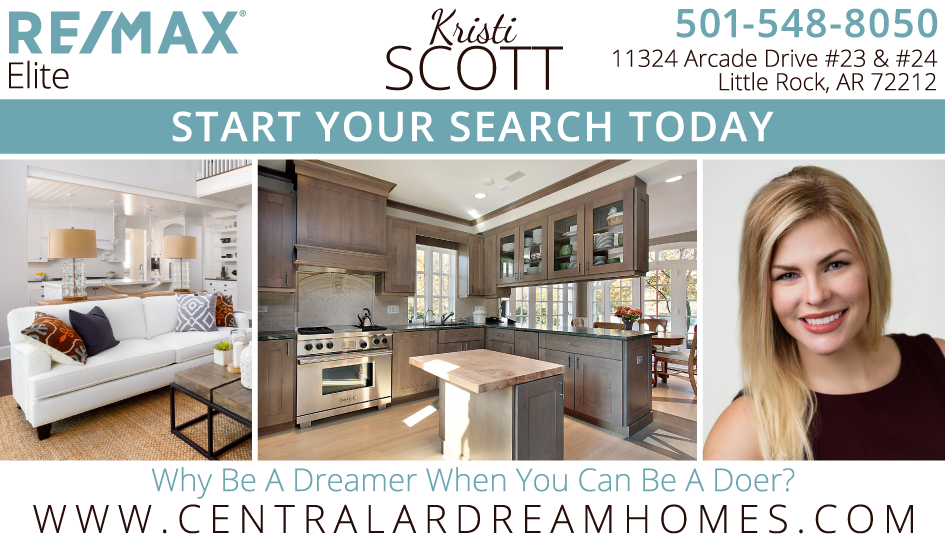 RE/MAX®
Elite
Kristi
SCOTT
501-548-8050
11324 Arcade Drive #23 & #24
Little Rock, AR 72212
START YOUR SEARCH TODAY
Why Be A Dreamer When You Can Be A Doer?
WWW.CENTRALARDREAMHOMES.COM